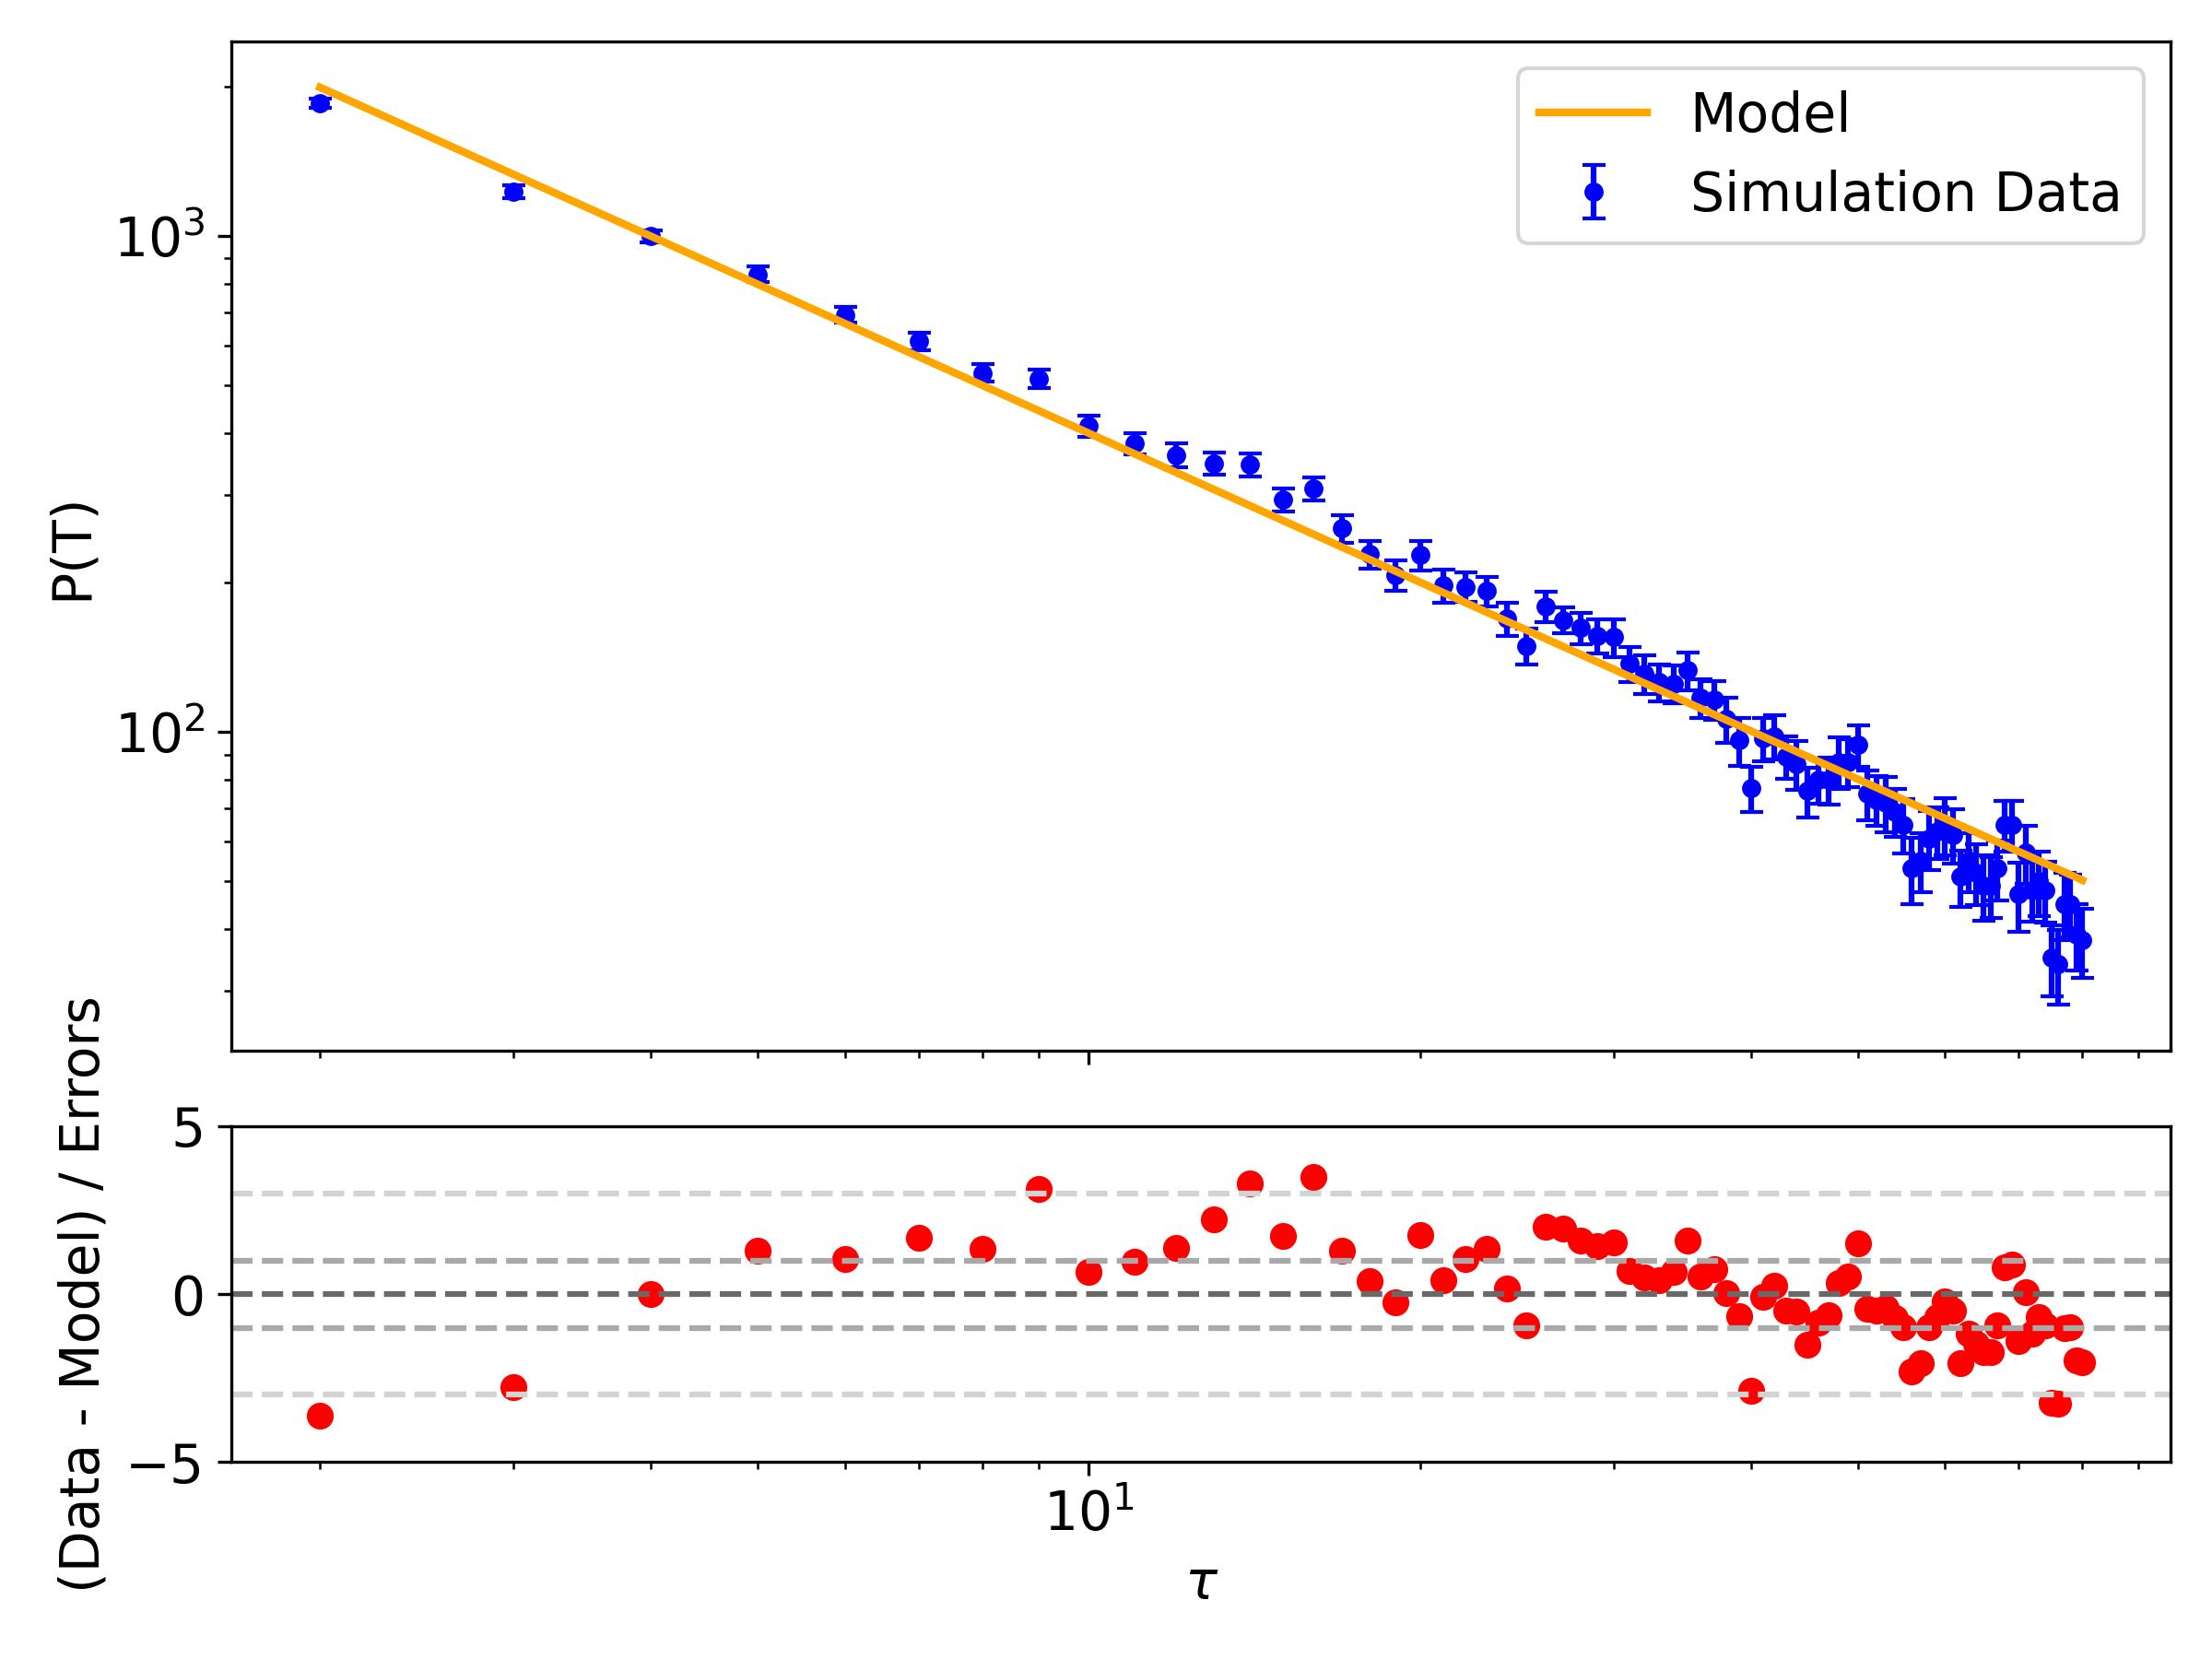 Model
Simulation Data
P(T)
10³
10²
(Data - Model) / Errors
5
0
−5
10¹
τ